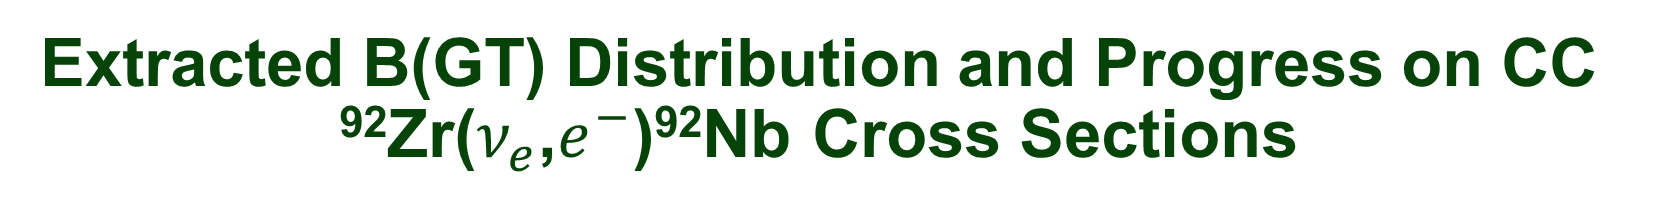 Extracted B(GT) Distribution and Progress on CC
⁹²Zr(νₑ,e⁻)⁹²Nb Cross Sections